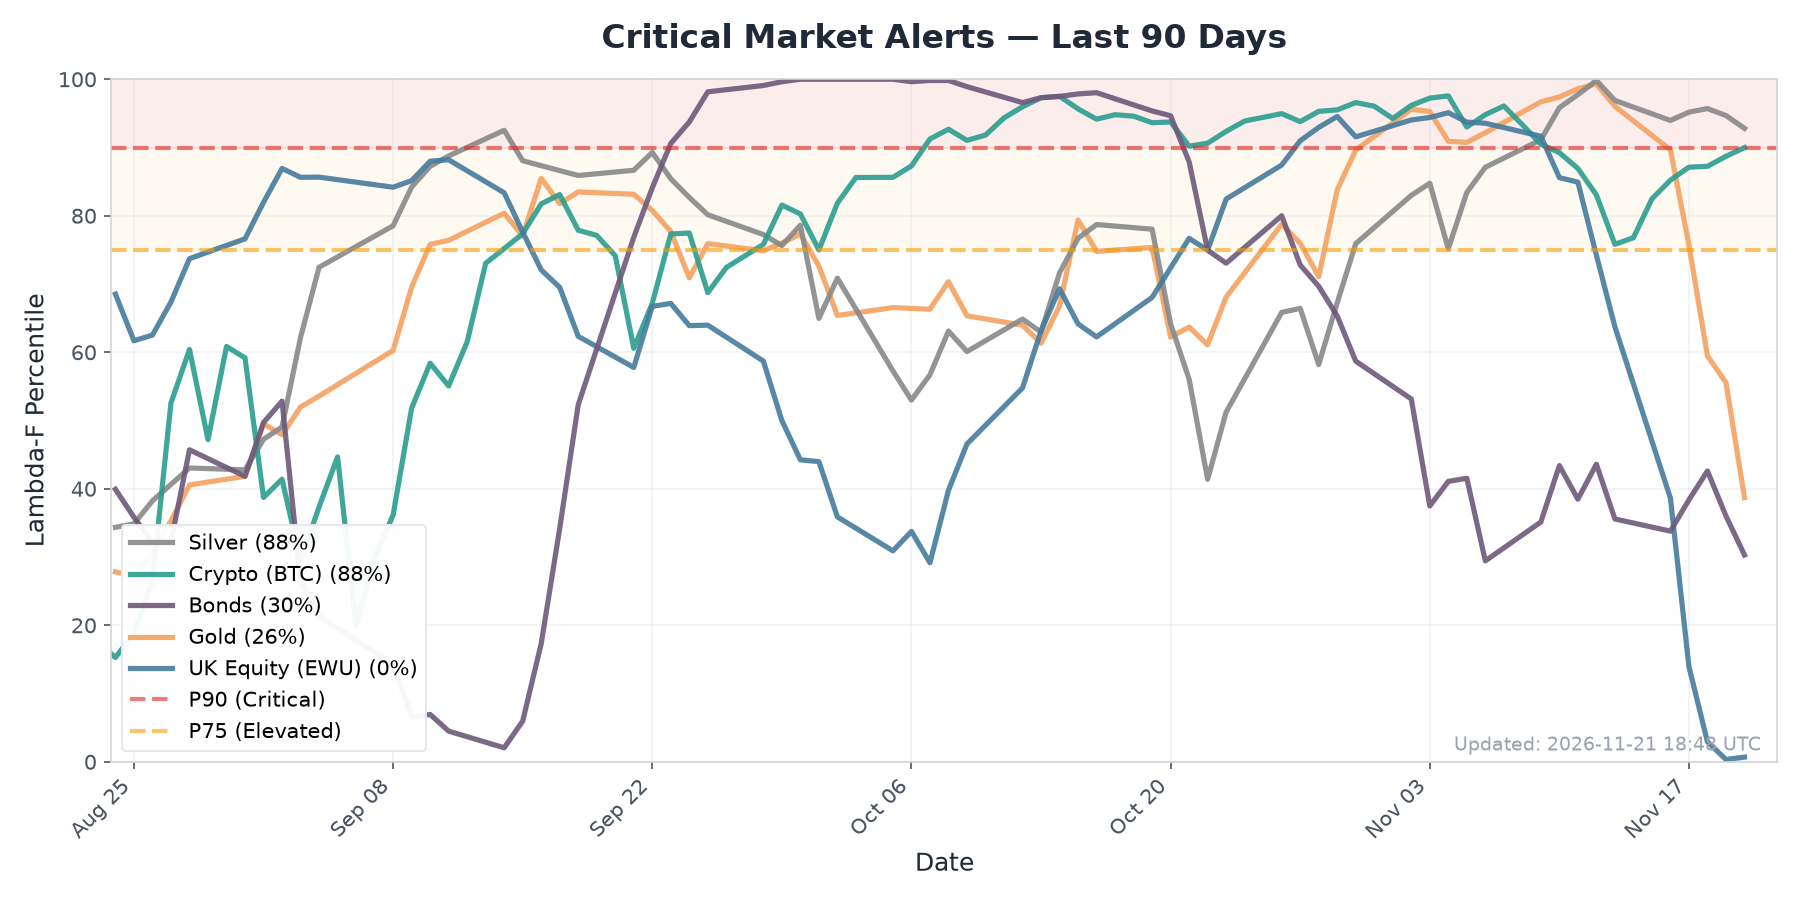 Critical Market Alerts — Last 90 Days
Lambda-F Percentile
100
80
60
40
20
0
Silver (88%)
Crypto (BTC) (88%)
Bonds (30%)
Gold (26%)
UK Equity (EWU) (0%)
P90 (Critical)
P75 (Elevated)
Updated: 2026-11-21 18:48 UTC
Aug 25
Sep 08
Sep 22
Oct 06
Oct 20
Nov 03
Nov 17
Date